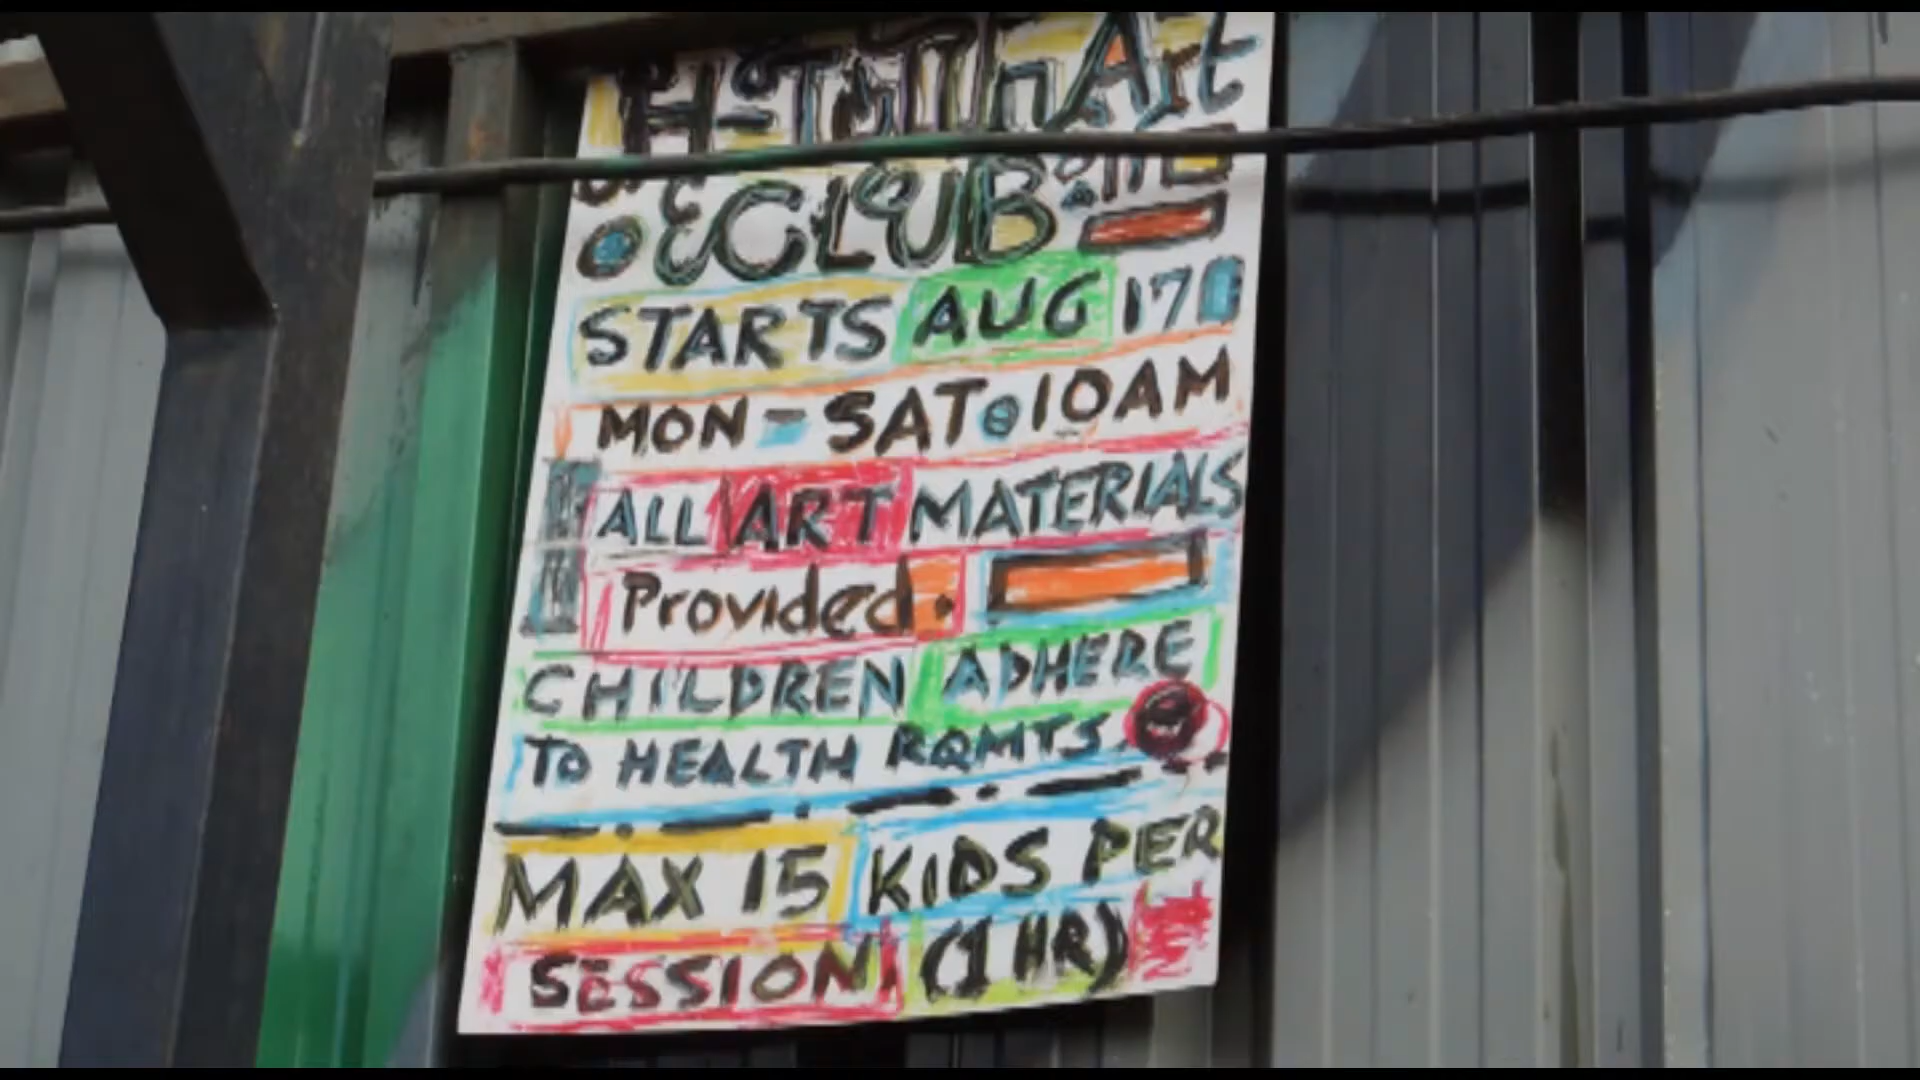 Art
CLUB
STARTS AUG 17
MON - SAT @ 10AM
ALL ART MATERIALS
Provided.
CHILDREN ADHERE
TO HEALTH RQMTS.
MAX 15 KIDS PER
SESSION (1 HR)